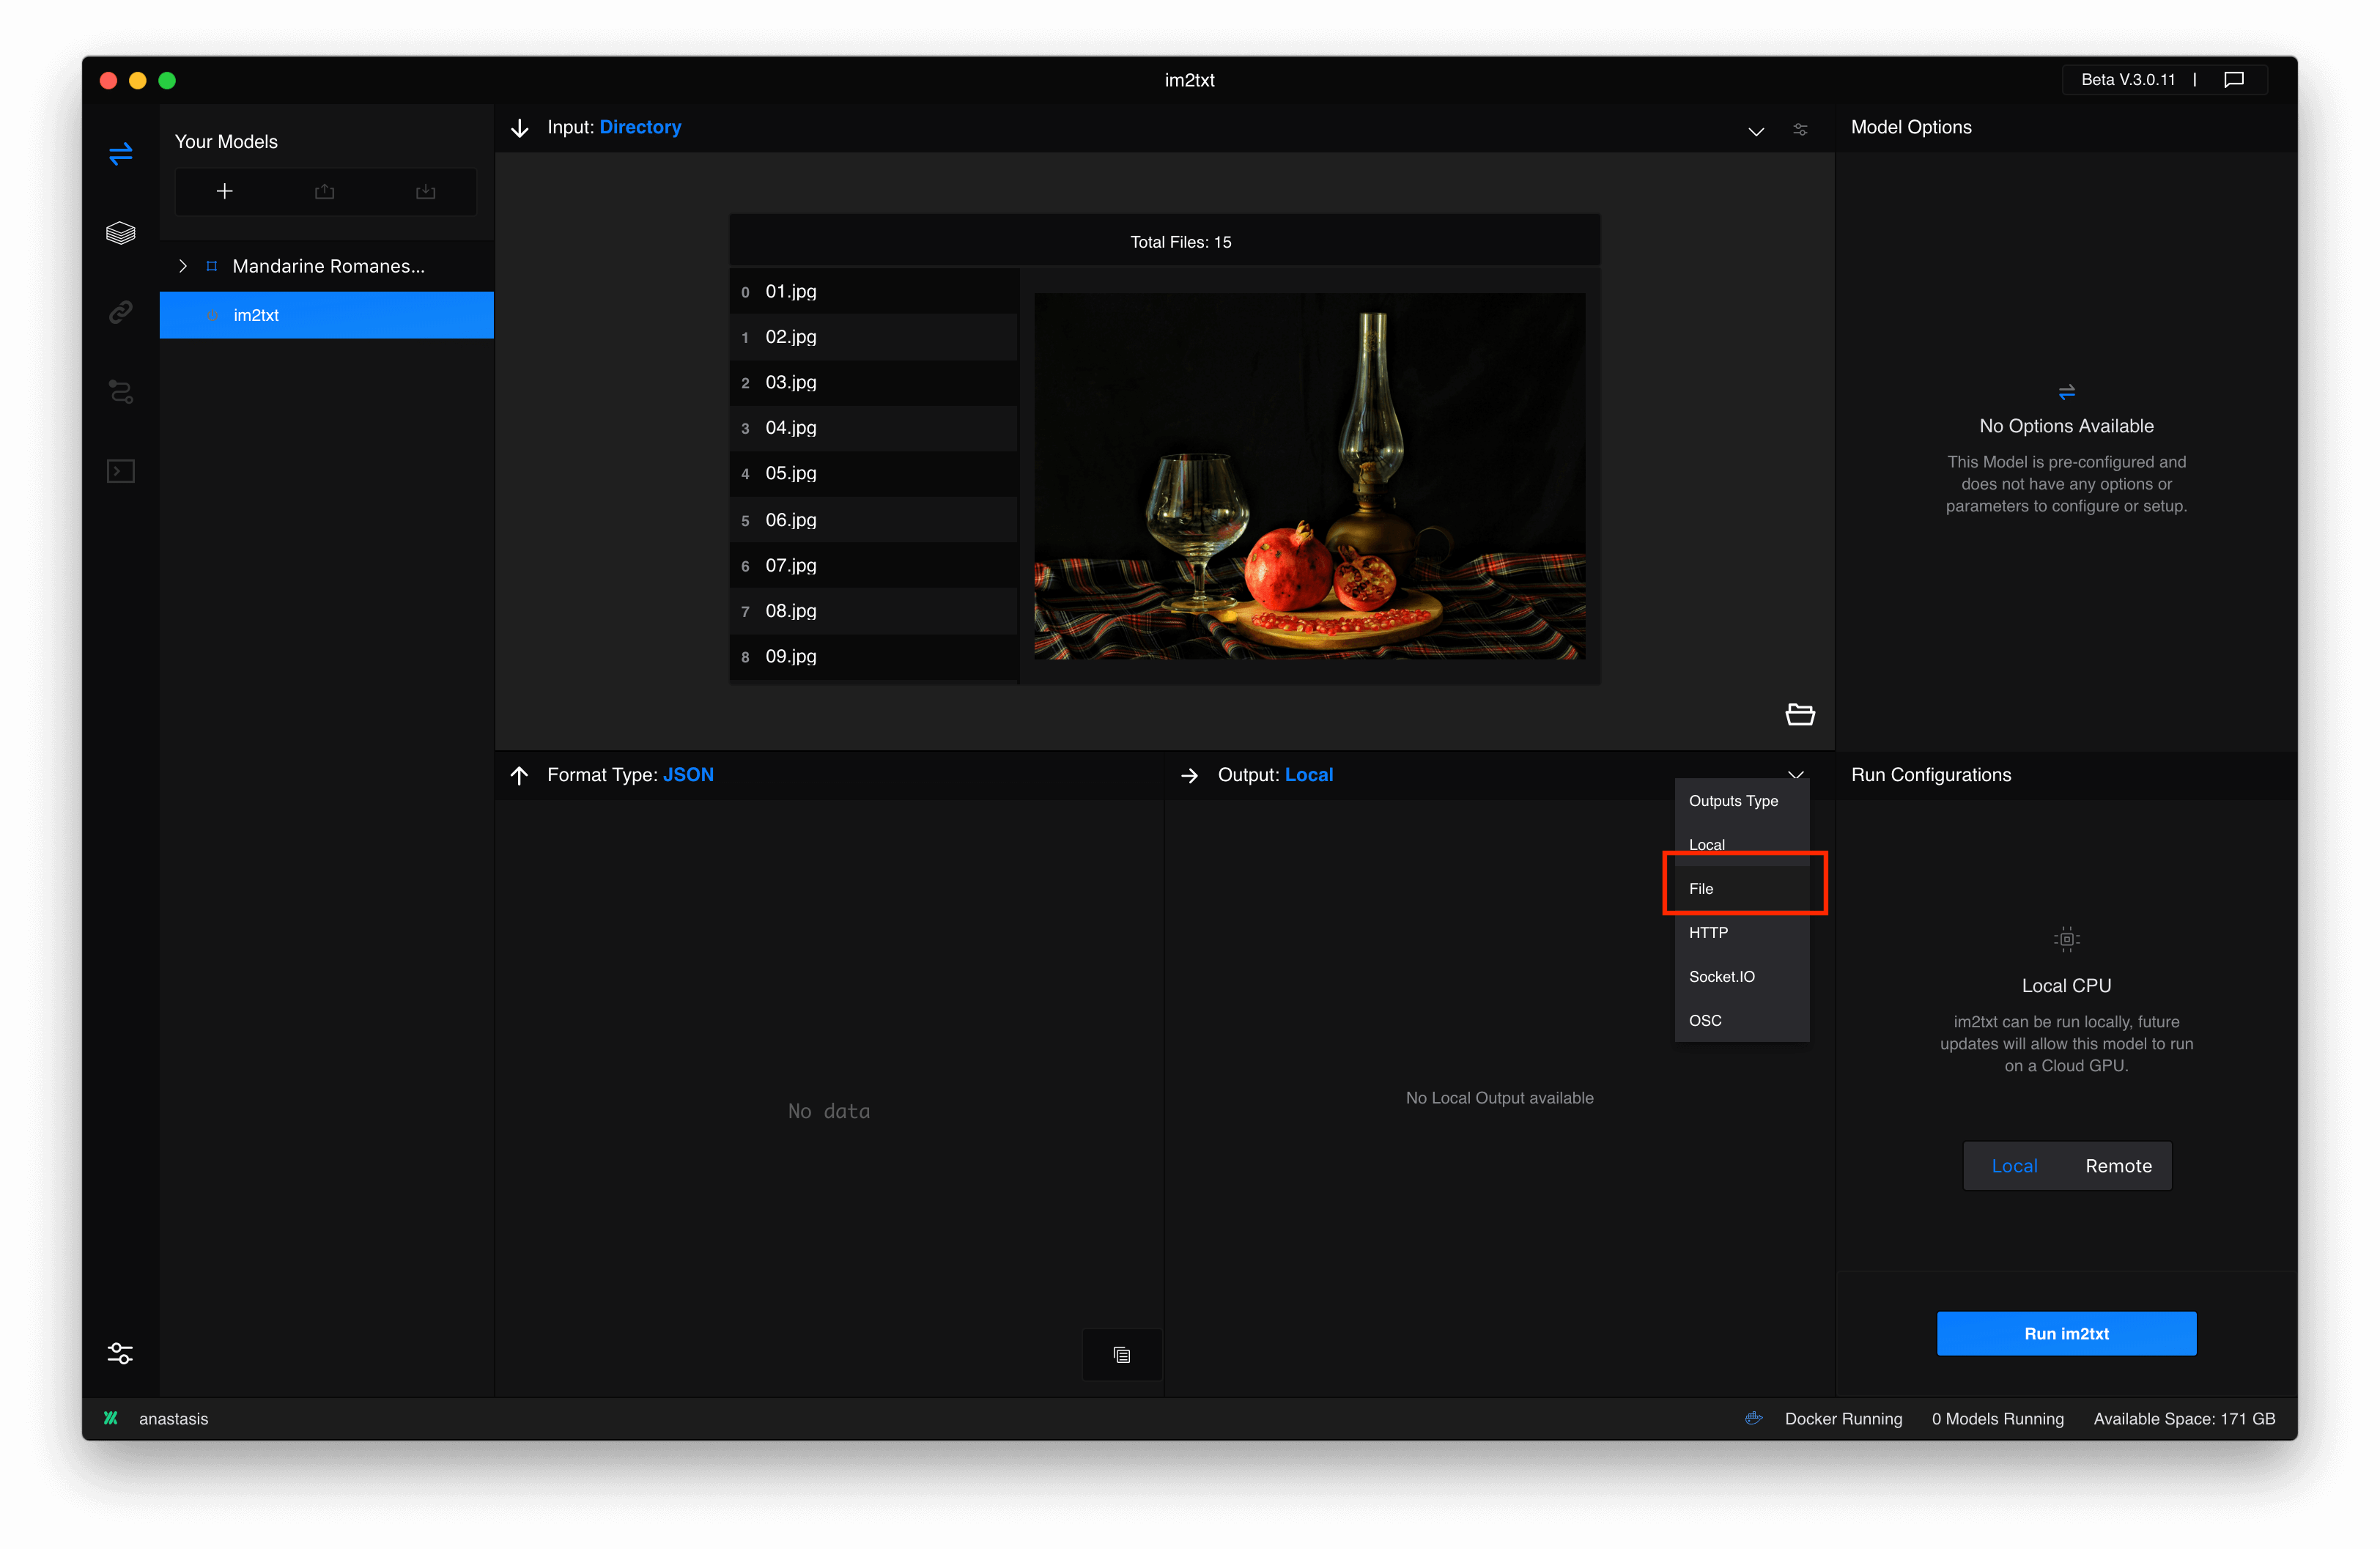 im2txt
Beta V.3.0.11 |
Your Models
Mandarine Romanes...
im2txt
Input: Directory
Total Files: 15
0 01.jpg
1 02.jpg
2 03.jpg
3 04.jpg
4 05.jpg
5 06.jpg
6 07.jpg
7 08.jpg
8 09.jpg
Model Options
No Options Available
This Model is pre-configured and
does not have any options or
parameters to configure or setup.
Format Type: JSON
No data
Output: Local
Outputs Type
Local
File
HTTP
Socket.IO
OSC
No Local Output available
Run Configurations
Local CPU
im2txt can be run locally, future
updates will allow this model to run
on a Cloud GPU.
Local Remote
Run im2txt
anastasis
Docker Running 0 Models Running Available Space: 171 GB